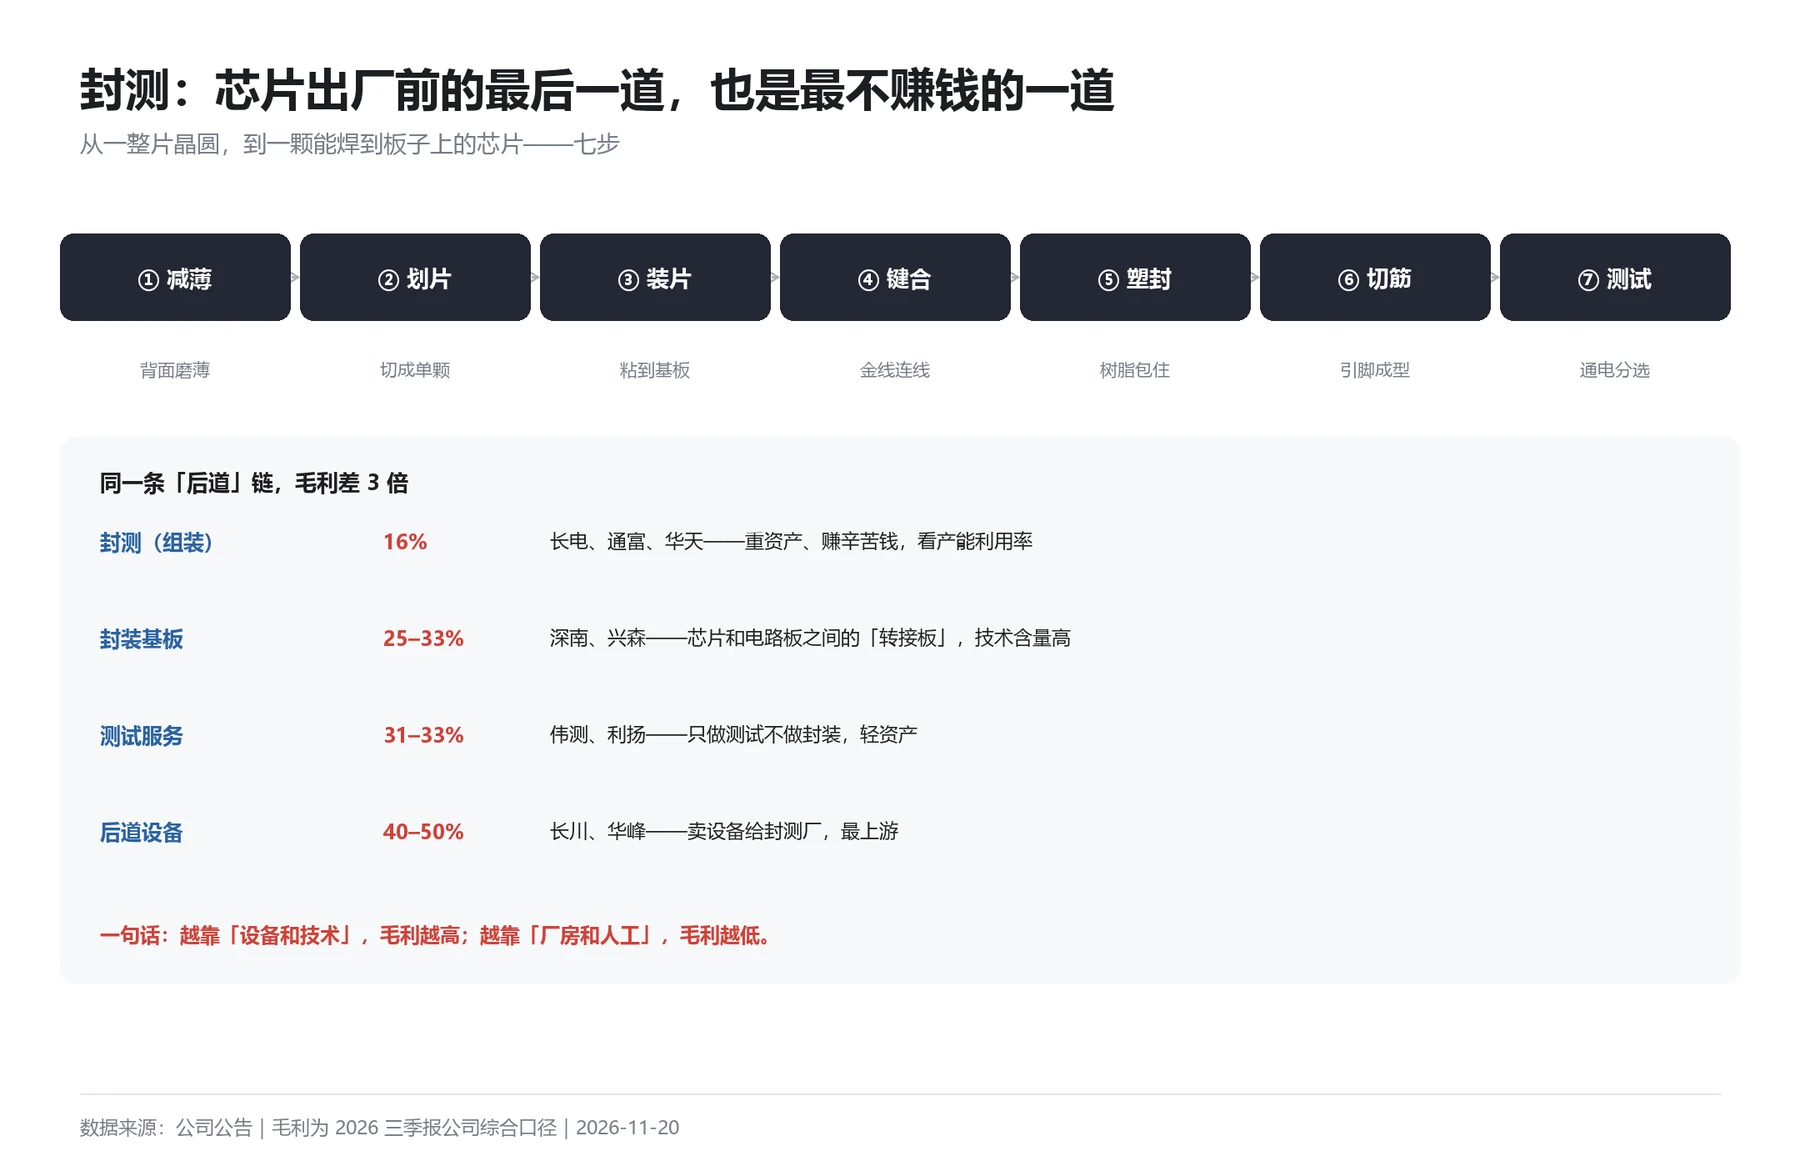 封测：芯片出厂前的最后一道，也是最不赚钱的一道
从一整片晶圆，到一颗能焊到板子上的芯片——七步
① 减薄
② 划片
③ 装片
④ 键合
⑤ 塑封
⑥ 切筋
⑦ 测试
背面磨薄
切成单颗
粘到基板
金线连线
树脂包住
引脚成型
通电分选
同一条「后道」链，毛利差 3 倍
封测（组装） 16% 长电、通富、华天——重资产、赚辛苦钱，看产能利用率
封装基板 25–33% 深南、兴森——芯片和电路板之间的「转接板」，技术含量高
测试服务 31–33% 伟测、利扬——只做测试不做封装，轻资产
后道设备 40–50% 长川、华峰——卖设备给封测厂，最上游
一句话：越靠「设备和技术」，毛利越高；越靠「厂房和人工」，毛利越低。
数据来源：公司公告｜毛利为 2026 三季报公司综合口径｜2026-11-20